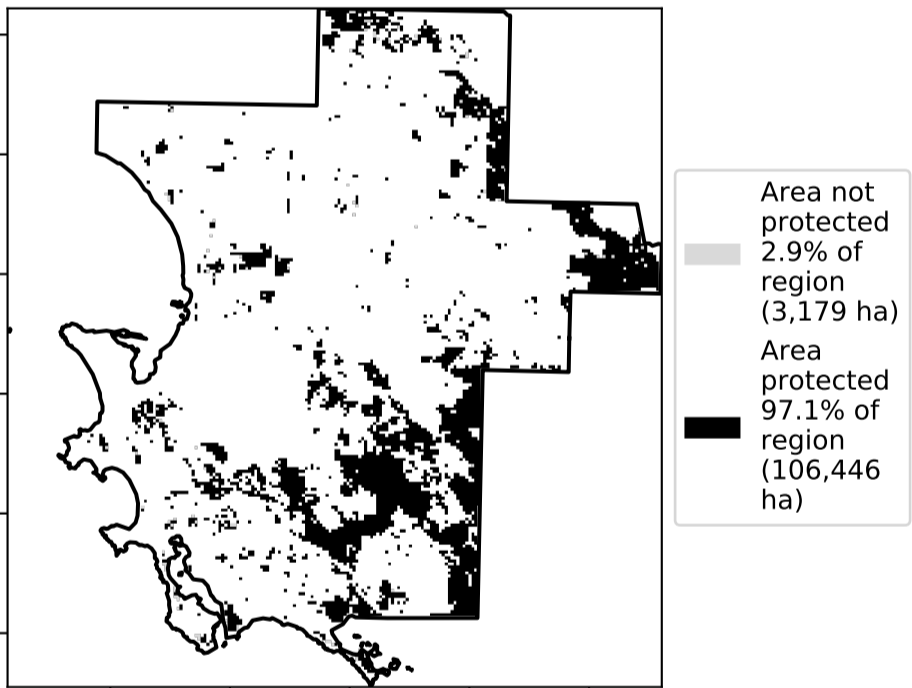 Area not
protected
2.9% of
region
(3,179 ha)
Area
protected
97.1% of
region
(106,446
ha)